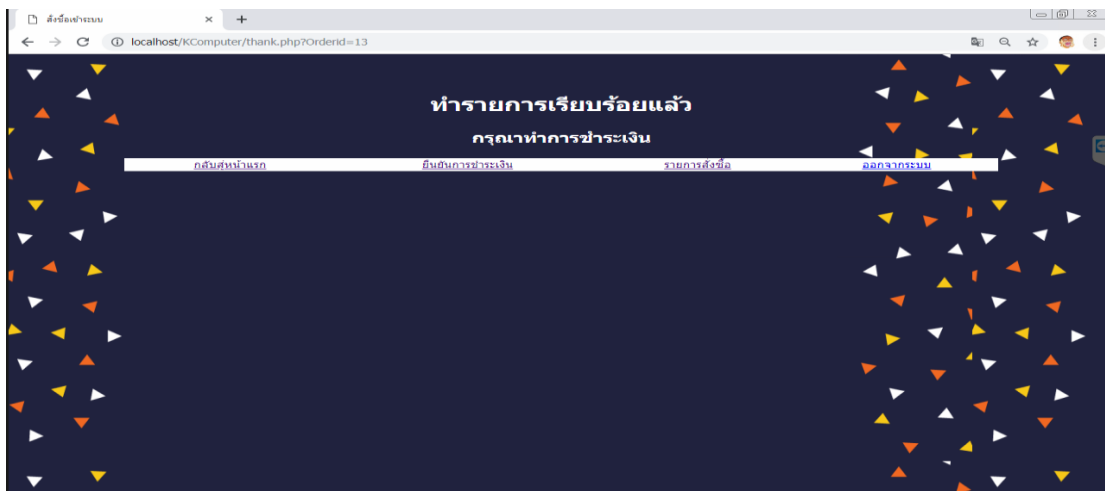 สั่งซื้อเข้าระบบ
localhost/KComputer/thank.php?Orderid=13
ทำรายการเรียบร้อยแล้ว
กรุณาทำการชำระเงิน
กลับสู่หน้าแรก ยืนยันการชำระเงิน รายการสั่งซื้อ ออกจากระบบ